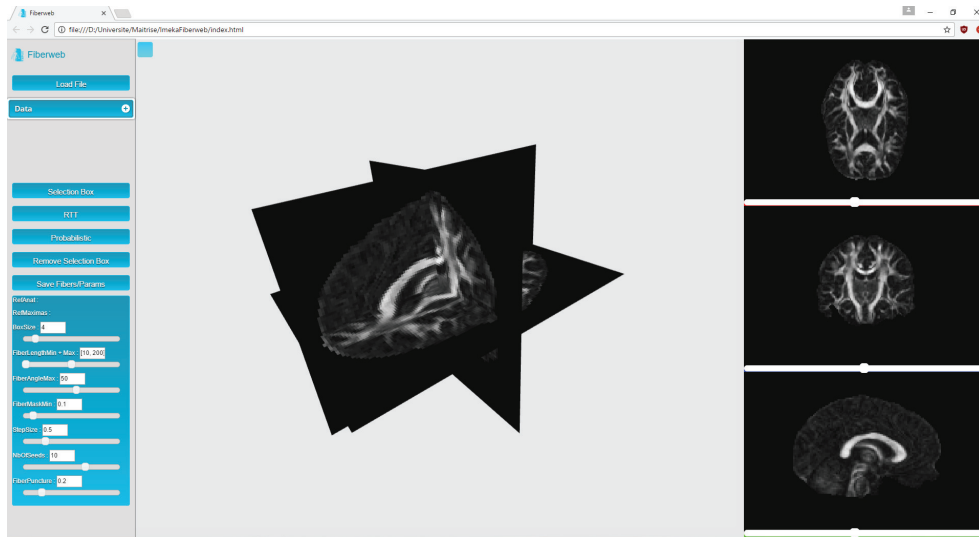 Fiberweb
file:///D:/Universite/Maitrise/ImekaFiberweb/index.html
Fiberweb
Load File
Data
Selection Box
RTT
Probabilistic
Remove Selection Box
Save Fibers/Params
RefAnat :
RefMaximas :
BoxSize : 4
FiberLengthMin + Max : [10, 200]
FiberAngleMax : 50
FiberMaskMin : 0.1
StepSize : 0.5
NbOfSeeds : 10
FiberPuncture : 0.2